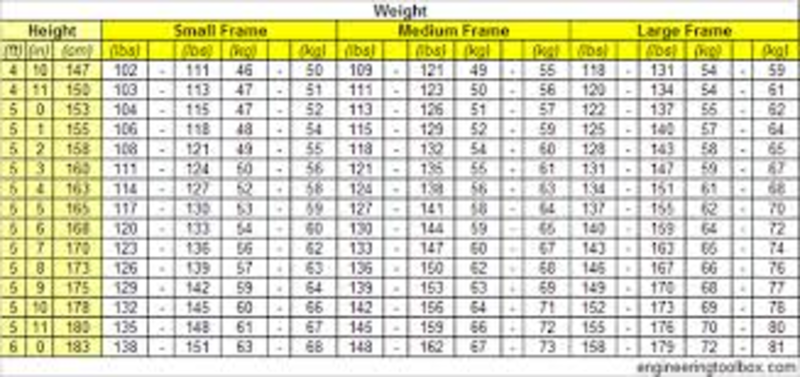 Weight
Height Small Frame Medium Frame Large Frame
(ft) (in) (cm) (lbs) (lbs) (kg) (kg) (lbs) (lbs) (kg) (kg) (lbs) (lbs) (kg) (kg)
4 10 147 102 - 111 46 - 50 109 - 121 49 - 55 118 - 131 54 - 59
4 11 150 103 - 113 47 - 51 111 - 123 50 - 56 120 - 134 54 - 61
5 0 153 104 - 115 47 - 52 113 - 126 51 - 57 122 - 137 55 - 62
5 1 155 106 - 118 48 - 54 115 - 129 52 - 59 125 - 140 57 - 64
5 2 158 108 - 121 49 - 55 118 - 132 54 - 60 128 - 143 58 - 65
5 3 160 111 - 124 50 - 56 121 - 135 55 - 61 131 - 147 59 - 67
5 4 163 114 - 127 52 - 58 124 - 138 56 - 63 134 - 151 61 - 68
5 5 165 117 - 130 53 - 59 127 - 141 58 - 64 137 - 155 62 - 70
5 6 168 120 - 133 54 - 60 130 - 144 59 - 65 140 - 159 64 - 72
5 7 170 123 - 136 56 - 62 133 - 147 60 - 67 143 - 163 65 - 74
5 8 173 126 - 139 57 - 63 136 - 150 62 - 68 146 - 167 66 - 76
5 9 175 129 - 142 59 - 64 139 - 153 63 - 69 149 - 170 68 - 77
5 10 178 132 - 145 60 - 66 142 - 156 64 - 71 152 - 173 69 - 78
5 11 180 135 - 148 61 - 67 145 - 159 66 - 72 155 - 176 70 - 80
6 0 183 138 - 151 63 - 68 148 - 162 67 - 73 158 - 179 72 - 81
engineeringtoolbox.com